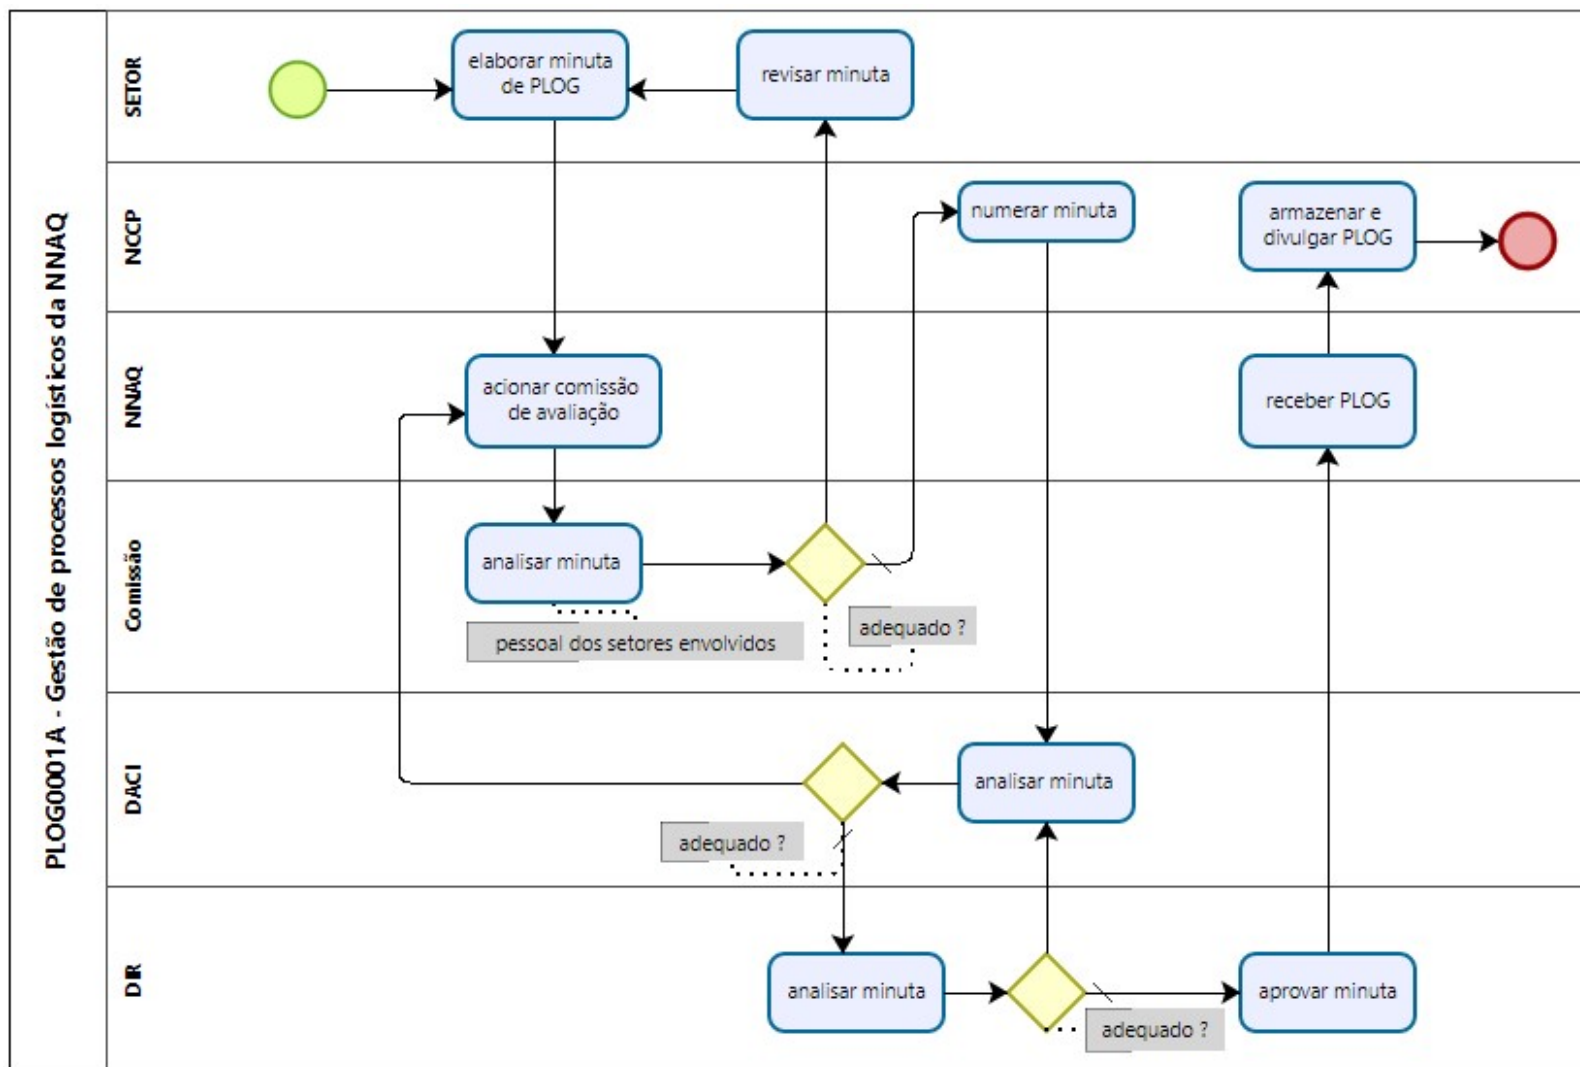 PLOG0001A - Gestão de processos logísticos da NNAQ
SETOR
elaborar minuta
de PLOG
revisar minuta
NCCP
numerar minuta
armazenar e
divulgar PLOG
NNAQ
acionar comissão
de avaliação
receber PLOG
Comissão
analisar minuta
pessoal dos setores envolvidos
adequado ?
DACI
analisar minuta
adequado ?
DIR
analisar minuta
adequado ?
aprovar minuta